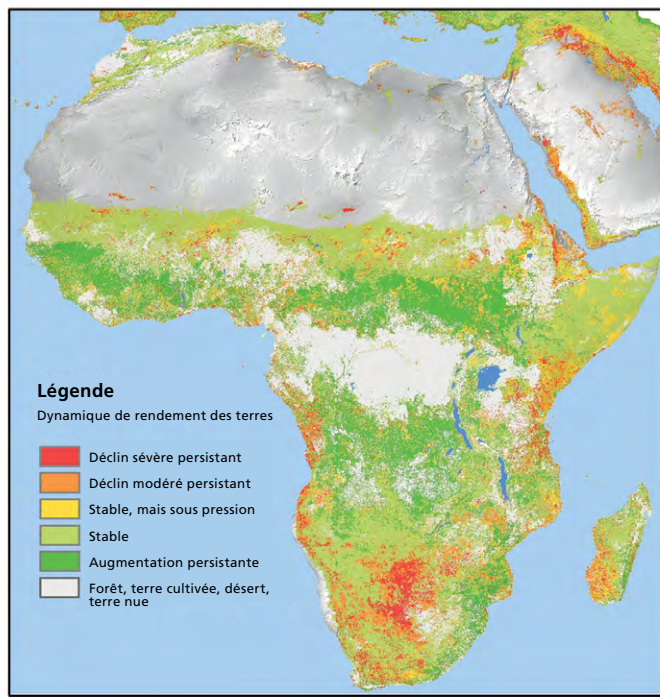 Légende
Dynamique de rendement des terres
Déclin sévère persistant
Déclin modéré persistant
Stable, mais sous pression
Stable
Augmentation persistante
Forêt, terre cultivée, désert,
terre nue